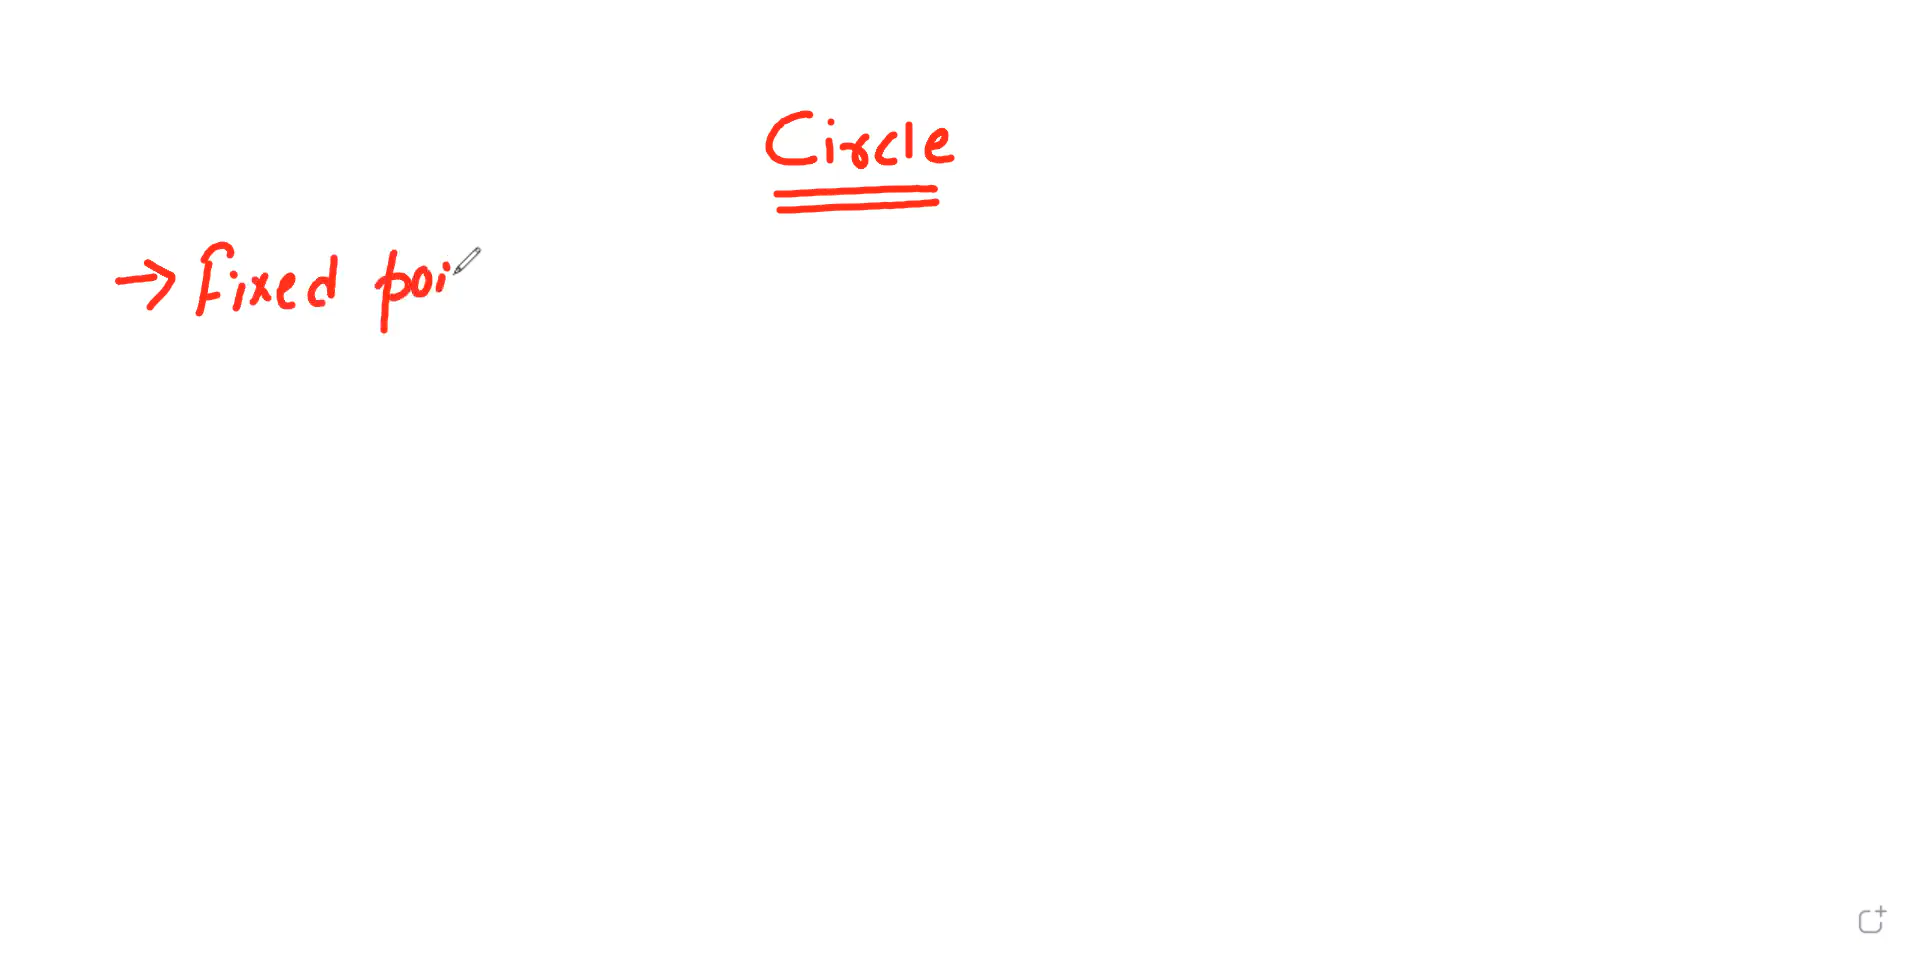 Circle
→ fixed poi